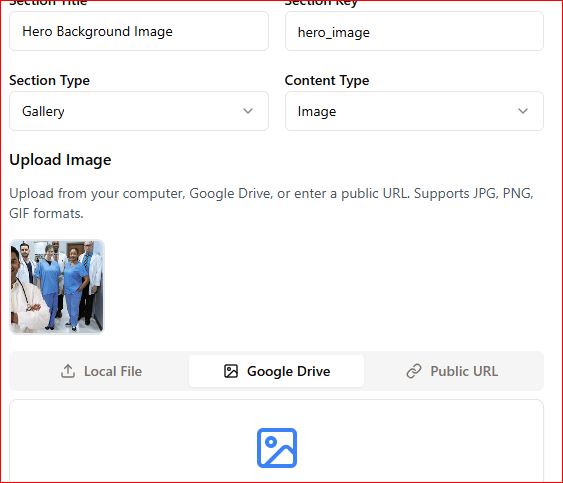 Section Title
Section Key
Hero Background Image
hero_image
Section Type
Content Type
Gallery
Image
Upload Image
Upload from your computer, Google Drive, or enter a public URL. Supports JPG, PNG,
GIF formats.
Local File
Google Drive
Public URL